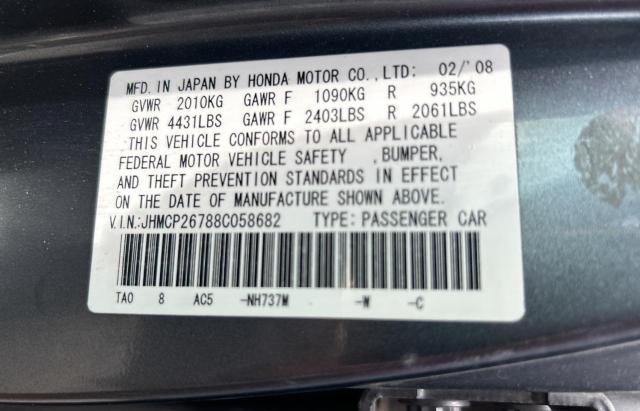 MFD. IN JAPAN BY HONDA MOTOR CO.,LTD: 02/'08
GVWR 2010KG GAWR F 1090KG R 935KG
GVWR 4431LBS GAWR F 2403LBS R 2061LBS
THIS VEHICLE CONFORMS TO ALL APPLICABLE
FEDERAL MOTOR VEHICLE SAFETY ,BUMPER,
AND THEFT PREVENTION STANDARDS IN EFFECT
ON THE DATE OF MANUFACTURE SHOWN ABOVE.
V.I.N.:JHMCP26788C058682 TYPE: PASSENGER CAR
TA0 8 AC5 -NH737M -W -C